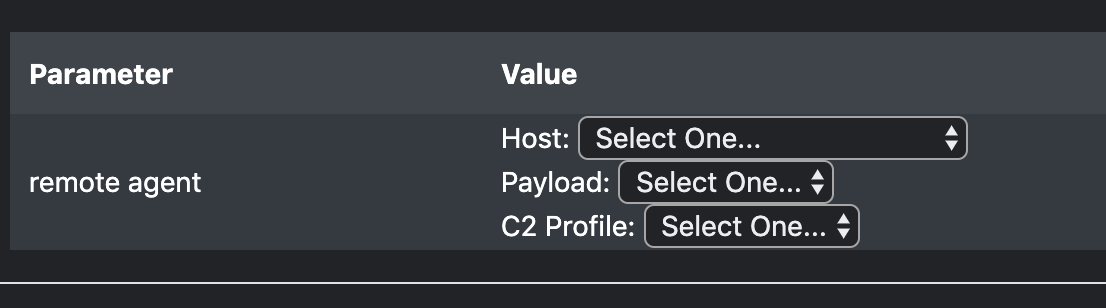 Parameter Value
Host: Select One...
remote agent Payload: Select One...
C2 Profile: Select One...